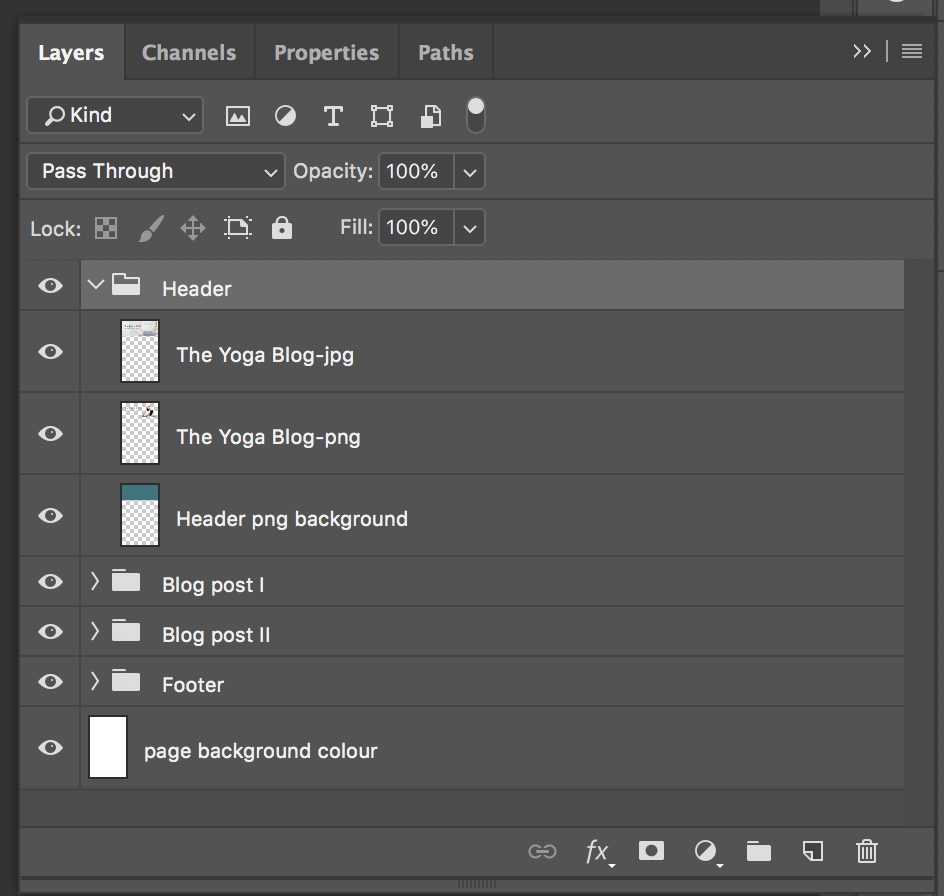 Layers Channels Properties Paths
Kind
Pass Through Opacity: 100%
Lock: Fill: 100%
Header
The Yoga Blog-jpg
The Yoga Blog-png
Header png background
Blog post I
Blog post II
Footer
page background colour
fx